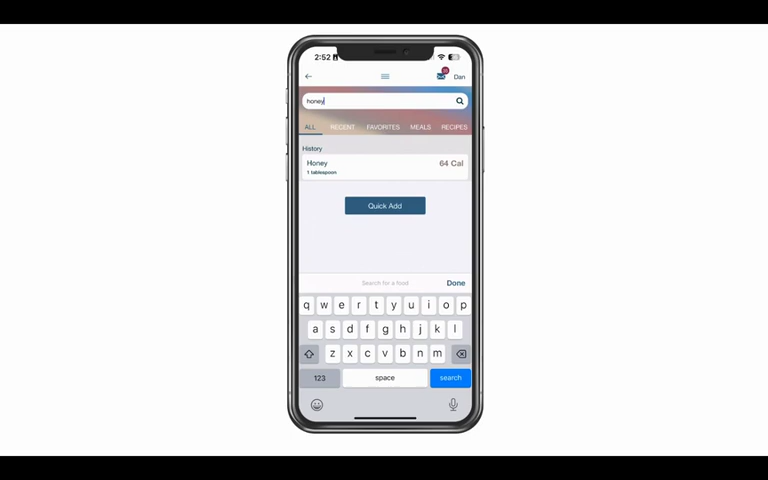 2:52
Dan
honey
ALL RECENT FAVORITES MEALS RECIPES
History
Honey 64 Cal
1 tablespoon
Quick Add
Search for a food Done
q w e r t y u i o p
a s d f g h j k l
z x c v b n m
123 space search